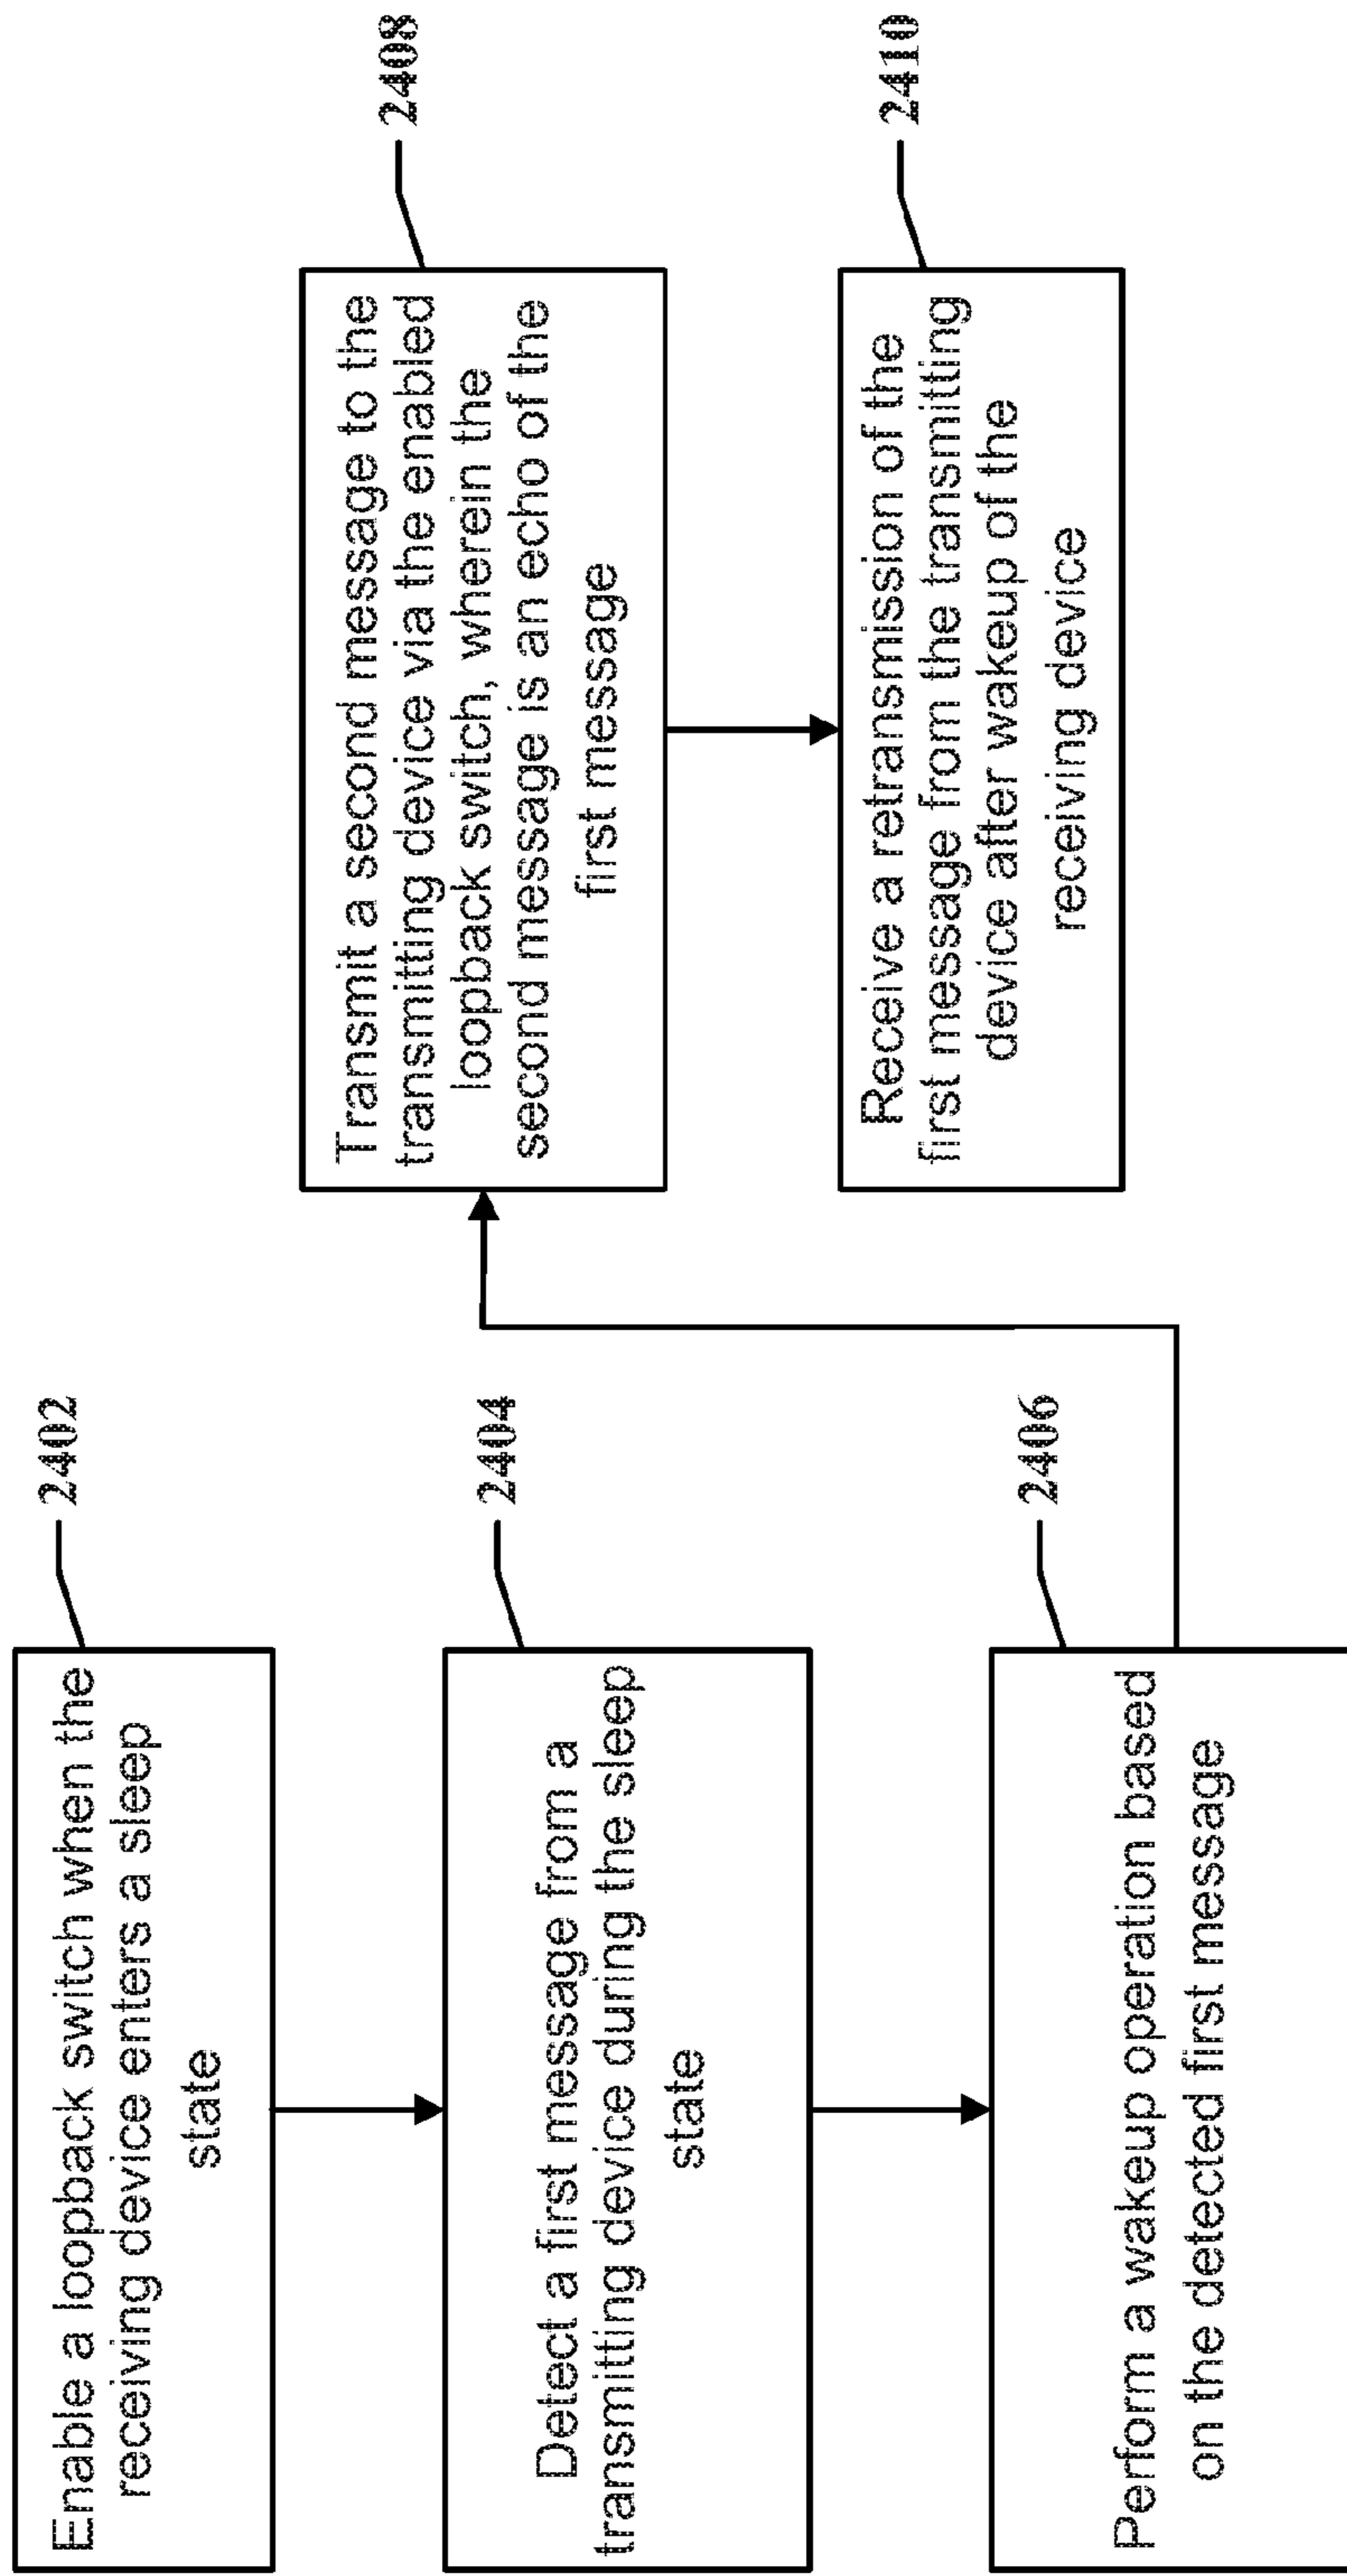 2402
Enable a loopback switch when the
receiving device enters a sleep
state
2404
Detect a first message from a
transmitting device during the sleep
state
2406
Perform a wakeup operation based
on the detected first message
2408
Transmit a second message to the
transmitting device via the enabled
loopback switch, wherein the
second message is an echo of the
first message
2410
Receive a retransmission of the
first message from the transmitting
device after wakeup of the
receiving device